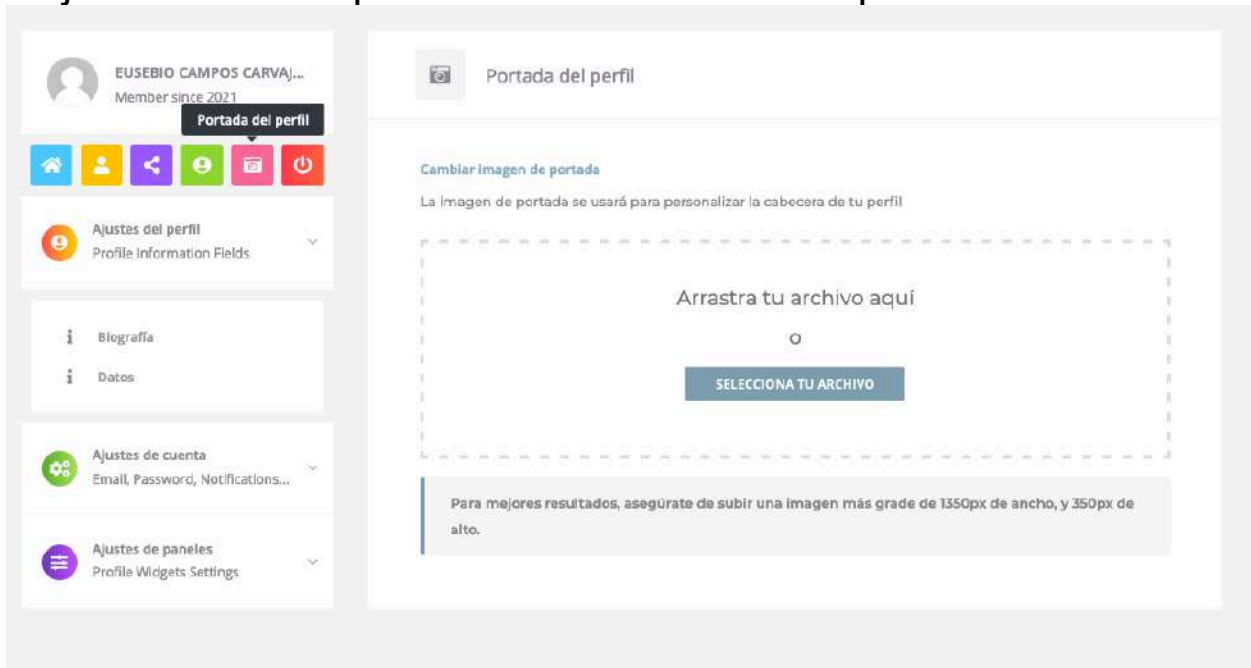 EUSEBIO CAMPOS CARVAJ...
Member since 2021
Portada del perfil
Ajustes del perfil
Profile Information Fields
Biografía
Datos
Ajustes de cuenta
Email, Password, Notifications...
Ajustes de paneles
Profile Widgets Settings
Portada del perfil
Cambiar imagen de portada
La imagen de portada se usará para personalizar la cabecera de tu perfil
Arrastra tu archivo aquí
o
SELECCIONA TU ARCHIVO
Para mejores resultados, asegúrate de subir una imagen más grade de 1350px de ancho, y 350px de
alto.